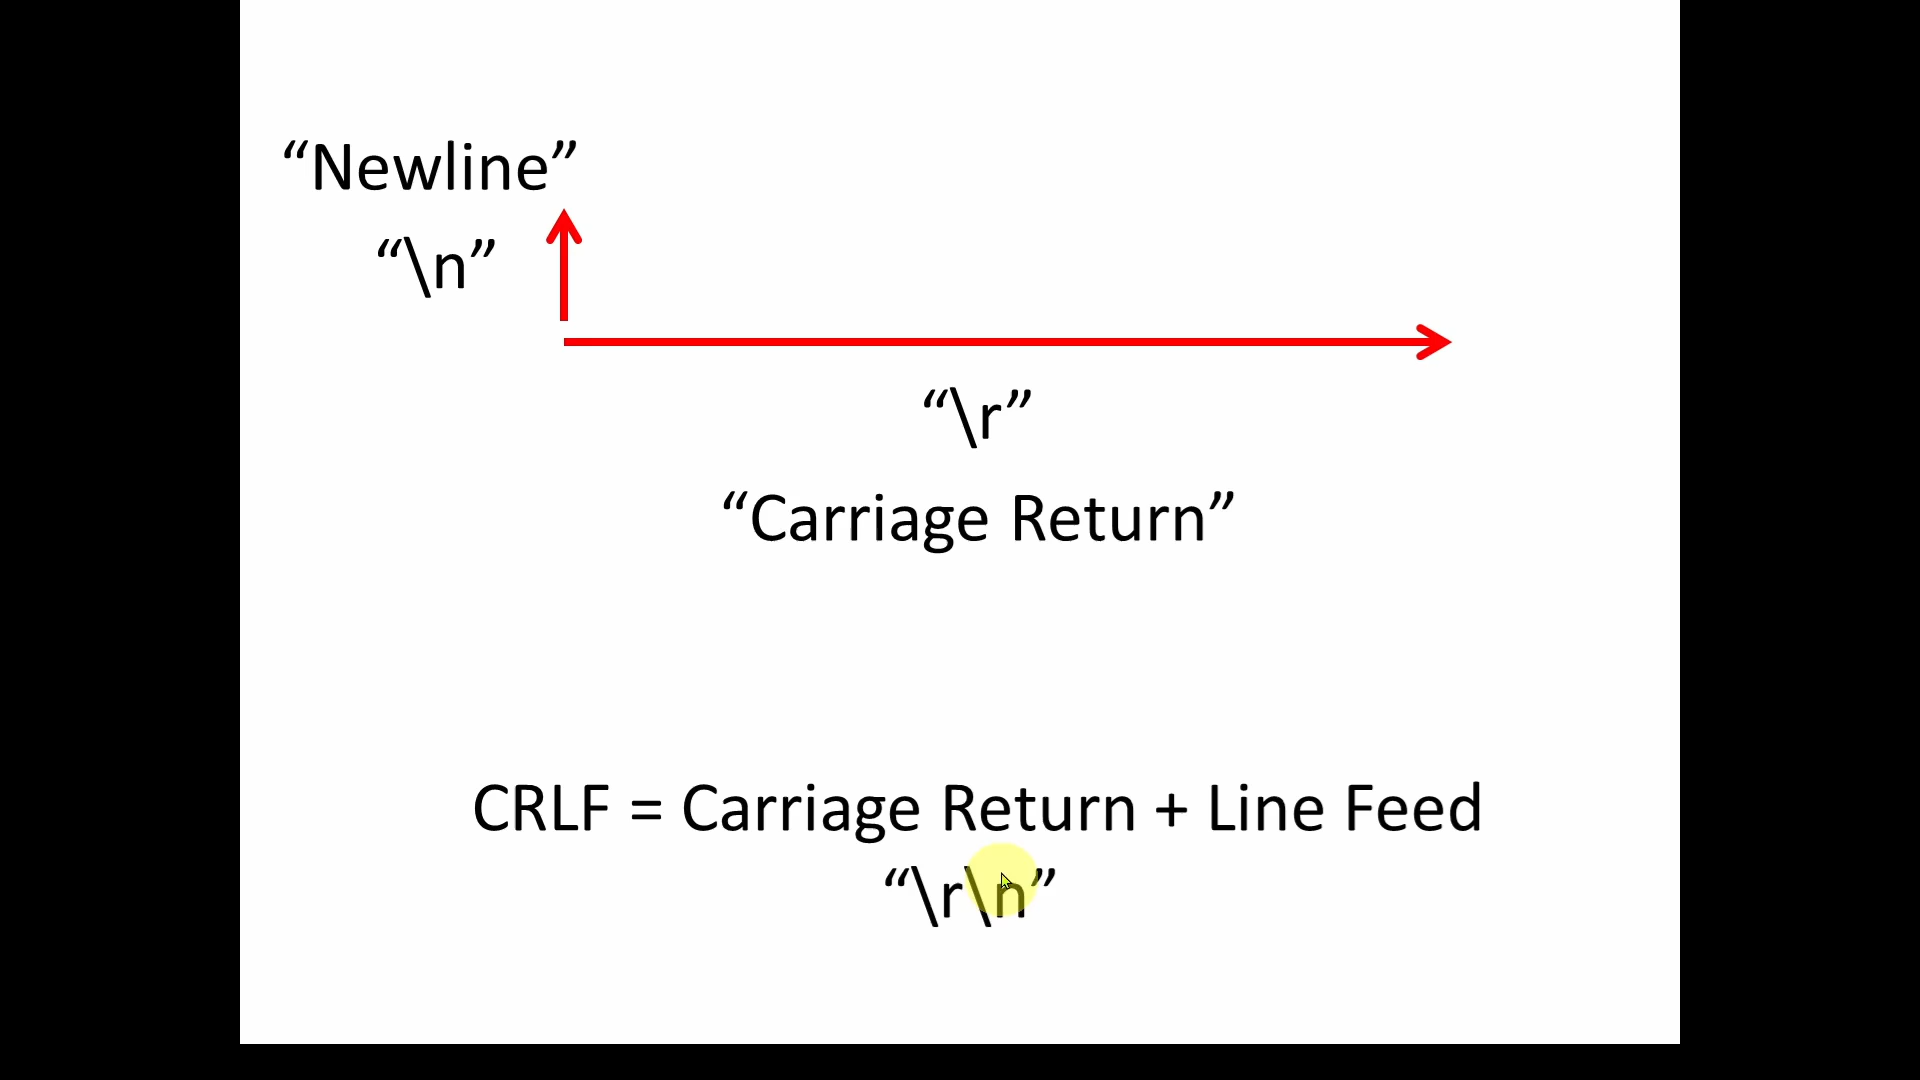 “Newline”
“\n”
“\r”
“Carriage Return”
CRLF = Carriage Return + Line Feed
“\r\n”